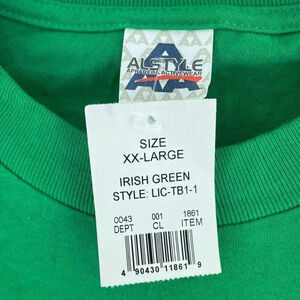 ALSTYLE
APPAREL ACTIVEWEAR
AAA
SIZE
XX-LARGE
IRISH GREEN
STYLE: LIC-TB1-1
0043 001 1861
DEPT CL ITEM
4 90430 11861 9